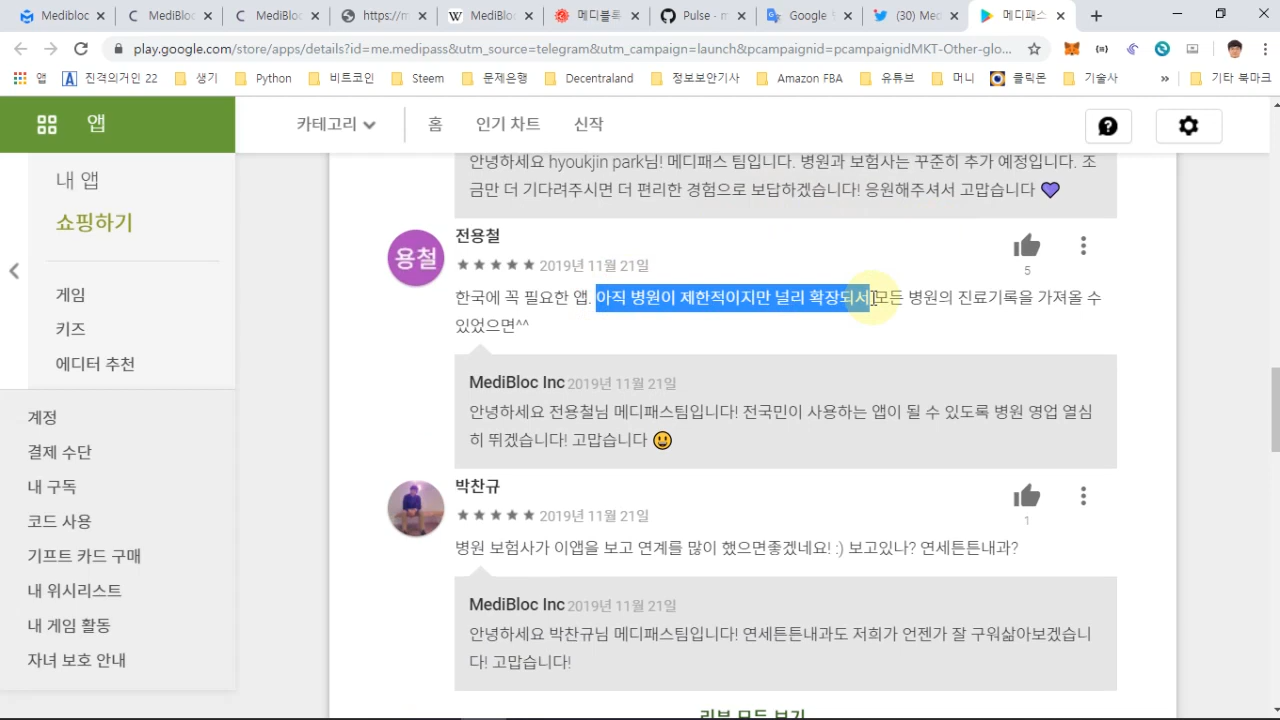 Medibloc
MediBloc
MediBloc
https://m
MediBloc
메디블록
Pulse - m
Google
(30) Med
메디패스
play.google.com/store/apps/details?id=me.medipass&utm_source=telegram&utm_campaign=launch&pcampaignid=pcampaignidMKT-Other-glo...
앱
진격의거인 22
생기
Python
비트코인
Steem
문제은행
Decentraland
정보보안기사
Amazon FBA
유튜브
머니
클릭몬
기술사
»
기타 북마크
앱
카테고리
홈
인기 차트
신작
내 앱
쇼핑하기
게임
키즈
에디터 추천
계정
결제 수단
내 구독
코드 사용
기프트 카드 구매
내 위시리스트
내 게임 활동
자녀 보호 안내
안녕하세요 hyoukjin park님! 메디패스 팀입니다. 병원과 보험사는 꾸준히 추가 예정입니다. 조
금만 더 기다려주시면 더 편리한 경험으로 보답하겠습니다! 응원해주셔서 고맙습니다 💜
용철
전용철
★★★★★ 2019년 11월 21일
5
한국에 꼭 필요한 앱. 아직 병원이 제한적이지만 널리 확장되서 모든 병원의 진료기록을 가져올 수
있었으면^^
MediBloc Inc 2019년 11월 21일
안녕하세요 전용철님 메디패스팀입니다! 전국민이 사용하는 앱이 될 수 있도록 병원 영업 열심
히 뛰겠습니다! 고맙습니다 😃
박찬규
★★★★★ 2019년 11월 21일
1
병원 보험사가 이앱을 보고 연계를 많이 했으면좋겠네요! :) 보고있나? 연세튼튼내과?
MediBloc Inc 2019년 11월 21일
안녕하세요 박찬규님 메디패스팀입니다! 연세튼튼내과도 저희가 언젠가 잘 구워삶아보겠습니
다! 고맙습니다!
리뷰 모두 보기